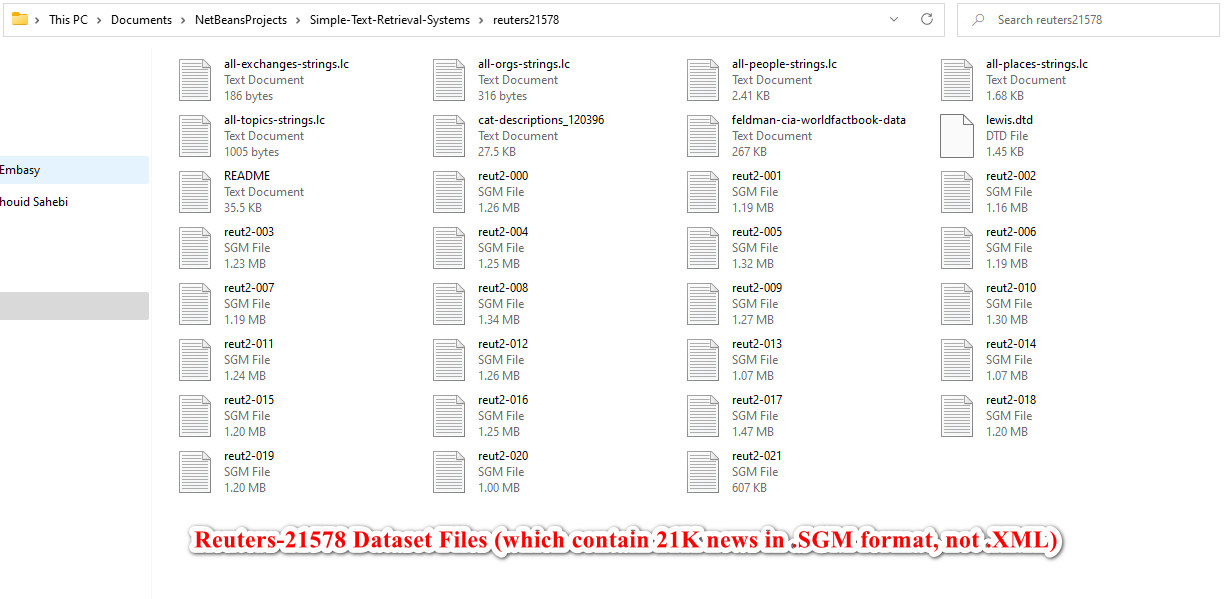 This PC > Documents > NetBeansProjects > Simple-Text-Retrieval-Systems > reuters21578
Search reuters21578
Embasy
houid Sahebi
all-exchanges-strings.lc
Text Document
186 bytes
all-orgs-strings.lc
Text Document
316 bytes
all-people-strings.lc
Text Document
2.41 KB
all-places-strings.lc
Text Document
1.68 KB
all-topics-strings.lc
Text Document
1005 bytes
cat-descriptions_120396
Text Document
27.5 KB
feldman-cia-worldfactbook-data
Text Document
267 KB
lewis.dtd
DTD File
1.45 KB
README
Text Document
35.5 KB
reut2-000
SGM File
1.26 MB
reut2-001
SGM File
1.19 MB
reut2-002
SGM File
1.16 MB
reut2-003
SGM File
1.23 MB
reut2-004
SGM File
1.25 MB
reut2-005
SGM File
1.32 MB
reut2-006
SGM File
1.19 MB
reut2-007
SGM File
1.19 MB
reut2-008
SGM File
1.34 MB
reut2-009
SGM File
1.27 MB
reut2-010
SGM File
1.30 MB
reut2-011
SGM File
1.24 MB
reut2-012
SGM File
1.26 MB
reut2-013
SGM File
1.07 MB
reut2-014
SGM File
1.07 MB
reut2-015
SGM File
1.20 MB
reut2-016
SGM File
1.25 MB
reut2-017
SGM File
1.47 MB
reut2-018
SGM File
1.20 MB
reut2-019
SGM File
1.20 MB
reut2-020
SGM File
1.00 MB
reut2-021
SGM File
607 KB
Reuters-21578 Dataset Files (which contain 21K news in .SGM format, not .XML)